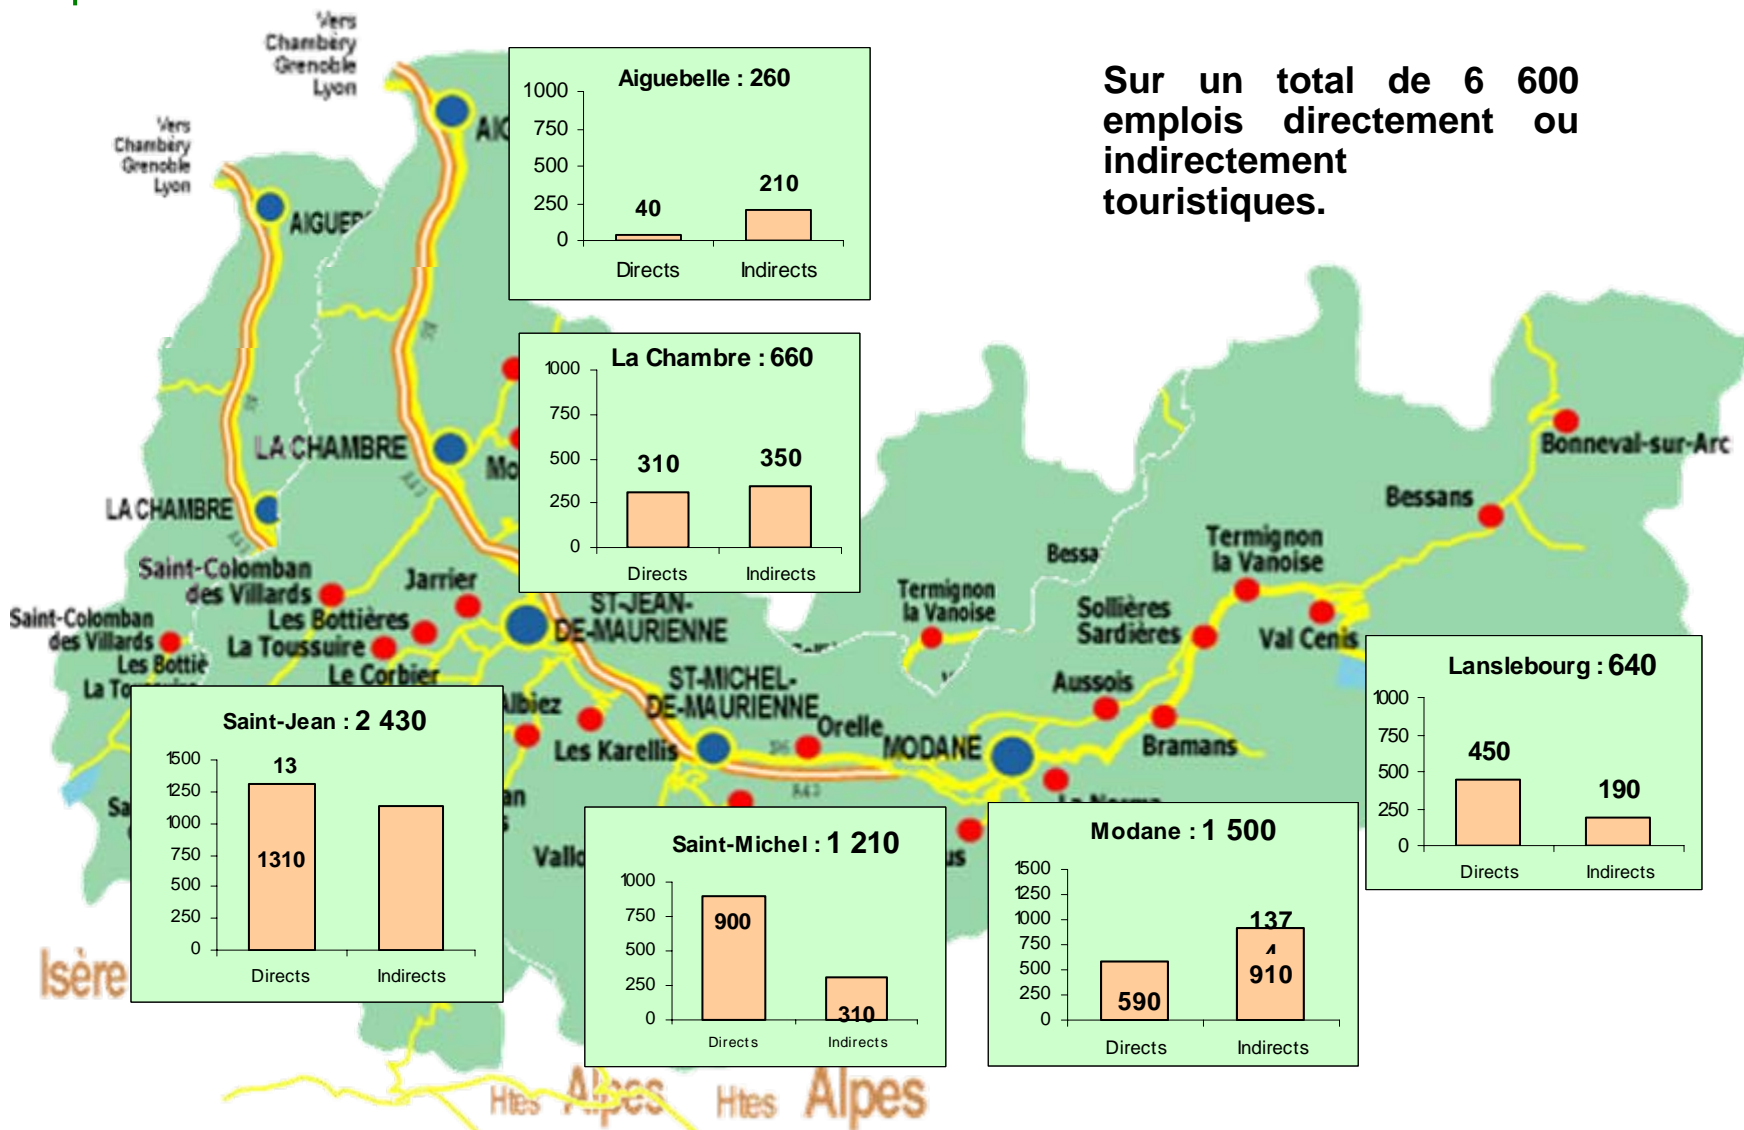 Vers
Chambéry
Grenoble
Lyon
Vers
Chambéry
Grenoble
Lyon
Sur un total de 6 600
emplois directement ou
indirectement
touristiques.
Aiguebelle : 260
1000
750
500
250
0
40
210
Directs
Indirects
La Chambre : 660
1000
750
500
250
0
310
350
Directs
Indirects
LA CHAMBRE
LA CHAMBRE
A43
Bonneval-sur-Arc
Bessans
Termignon
la Vanoise
Termignon
la Vanoise
Sollières
Sardières
Val Cenis
Aussois
Bramans
Saint-Colomban
des Villards
Jarrier
Les Bottières
La Toussuire
Le Corbier
Saint-Colomban
des Villards
ST-JEAN-
DE-MAURIENNE
ST-MICHEL-
DE-MAURIENNE
Albiez
Les Karellis
Orelle
MODANE
A43
Saint-Jean : 2 430
1500
1250
1000
750
500
250
0
13
1310
Directs
Indirects
Saint-Michel : 1 210
1000
750
500
250
0
900
310
Directs
Indirects
Modane : 1 500
1500
1250
1000
750
500
250
0
590
137
4
910
Directs
Indirects
Lanslebourg : 640
1000
750
500
250
0
450
190
Directs
Indirects
Isère
Htes Alpes
Htes Alpes